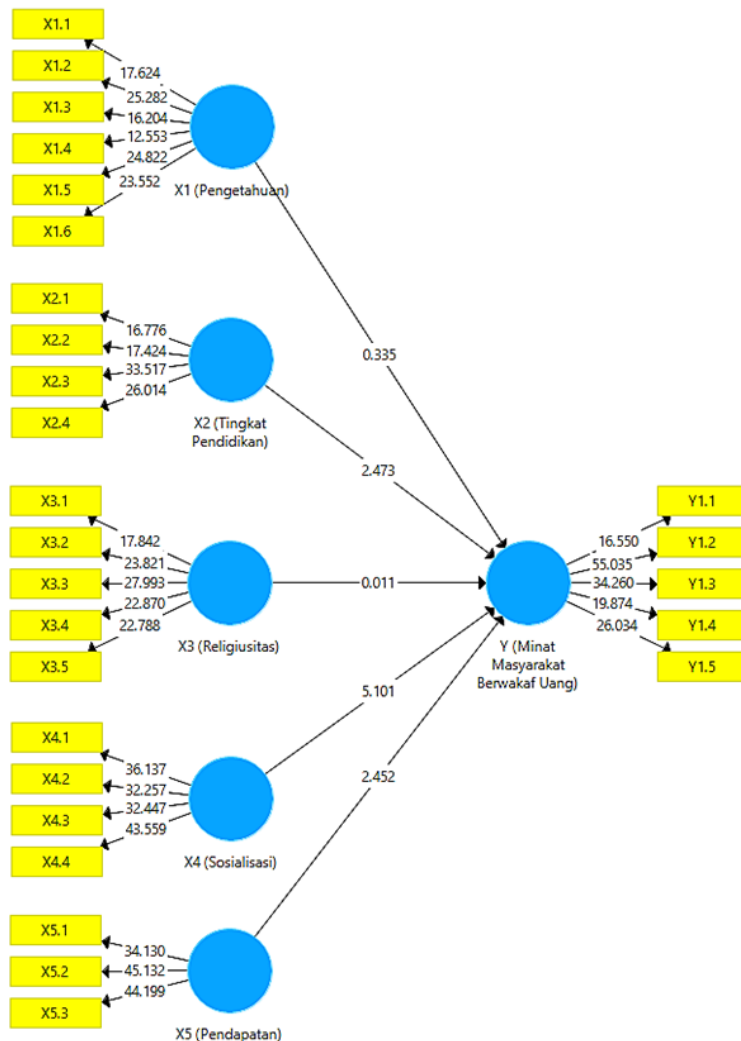 X1.1
X1.2
X1.3
X1.4
X1.5
X1.6
17.624
25.282
16.204
12.553
24.822
23.552
X1 (Pengetahuan)
0.335
X2.1
X2.2
X2.3
X2.4
16.776
17.424
33.517
26.014
X2 (Tingkat
Pendidikan)
2.473
X3.1
X3.2
X3.3
X3.4
X3.5
17.842
23.821
27.993
22.870
22.788
X3 (Religiusitas)
0.011
Y (Minat
Masyarakat
Berwakaf Uang)
16.550
55.035
34.260
19.874
26.034
Y1.1
Y1.2
Y1.3
Y1.4
Y1.5
X4.1
X4.2
X4.3
X4.4
36.137
32.257
32.447
43.559
X4 (Sosialisasi)
5.101
X5.1
X5.2
X5.3
34.130
45.132
44.199
X5 (Pendapatan)
2.452